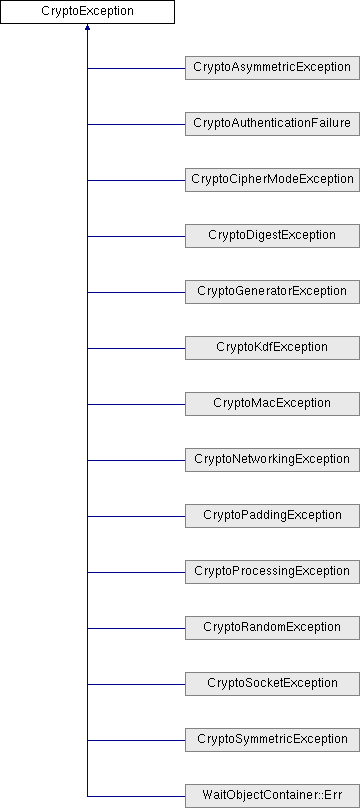 CryptoException
CryptoAsymmetricException
CryptoAuthenticationFailure
CryptoCipherModeException
CryptoDigestException
CryptoGeneratorException
CryptoKdfException
CryptoMacException
CryptoNetworkingException
CryptoPaddingException
CryptoProcessingException
CryptoRandomException
CryptoSocketException
CryptoSymmetricException
WaitObjectContainer::Err